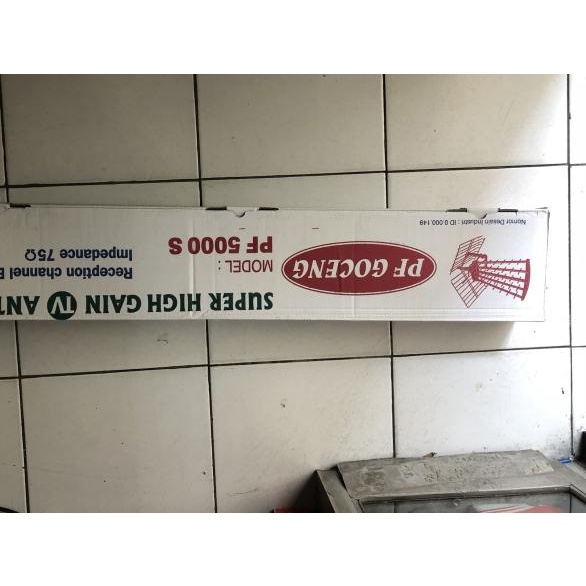 SUPER HIGH GAIN TV ANT
PF GOCENG
MODEL :
PF 5000 S
Reception channel
Impedance 75Ω
Nomor Desain Industri : ID 0.000.149